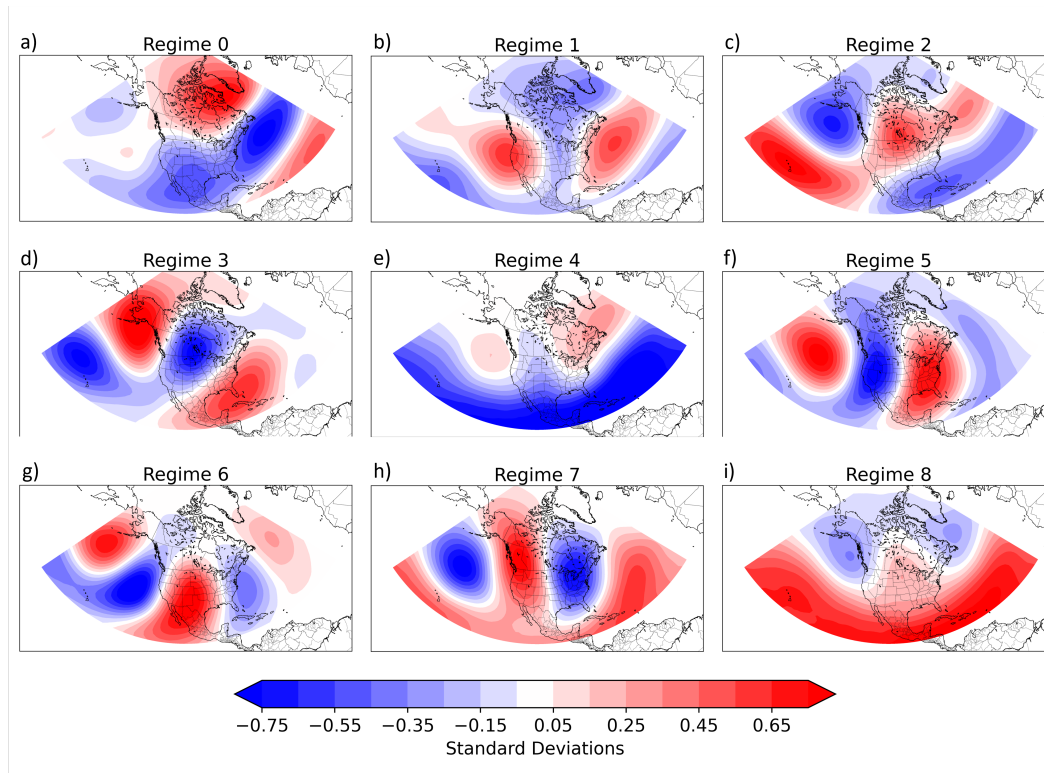 a)
Regime 0
b)
Regime 1
c)
Regime 2
d)
Regime 3
e)
Regime 4
f)
Regime 5
g)
Regime 6
h)
Regime 7
i)
Regime 8
−0.75 −0.55 −0.35 −0.15 0.05 0.25 0.45 0.65
Standard Deviations